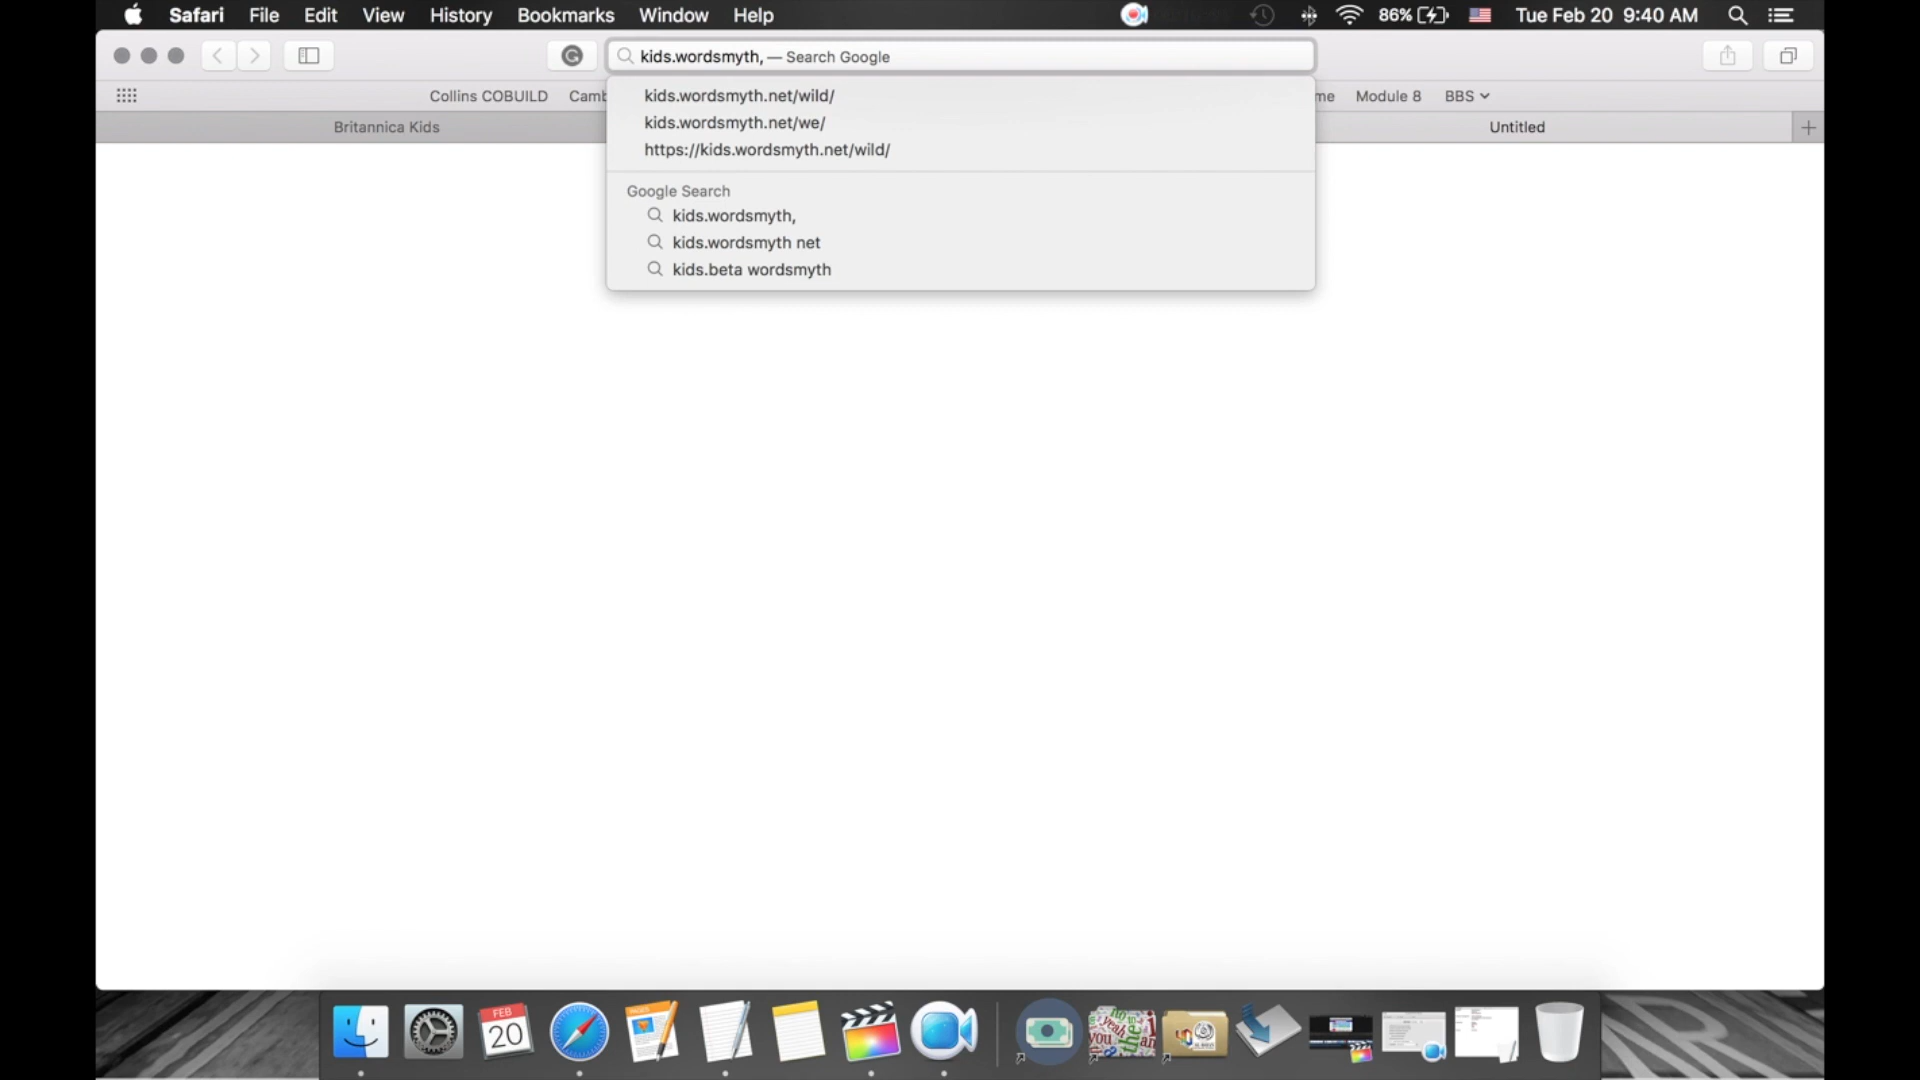 Safari File Edit View History Bookmarks Window Help 86% Tue Feb 20 9:40 AM
kids.wordsmyth, — Search Google
Collins COBUILD Camb me Module 8 BBS
kids.wordsmyth.net/wild/
kids.wordsmyth.net/we/
https://kids.wordsmyth.net/wild/
Britannica Kids Untitled
Google Search
kids.wordsmyth,
kids.wordsmyth net
kids.beta wordsmyth
FEB
20
PAGES